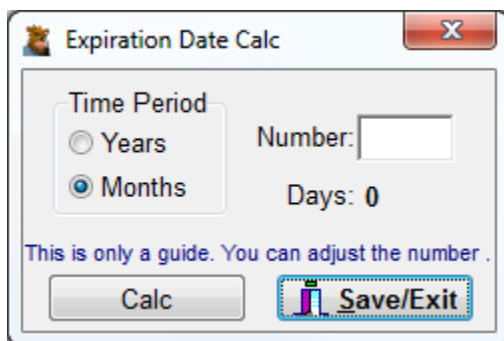 Expiration Date Calc
Time Period
Years
Months
Number:
Days: 0
This is only a guide. You can adjust the number .
Calc
Save/Exit